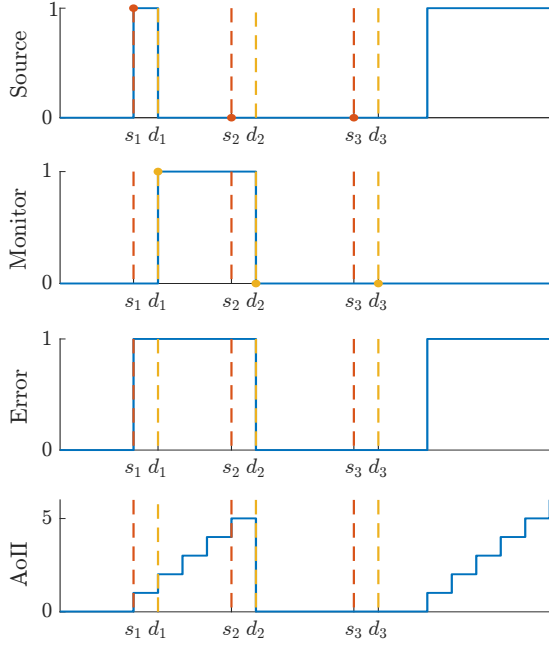 1
Source
0
s₁ d₁ s₂ d₂ s₃ d₃
1
Monitor
0
s₁ d₁ s₂ d₂ s₃ d₃
1
Error
0
s₁ d₁ s₂ d₂ s₃ d₃
5
AoII
0
s₁ d₁ s₂ d₂ s₃ d₃